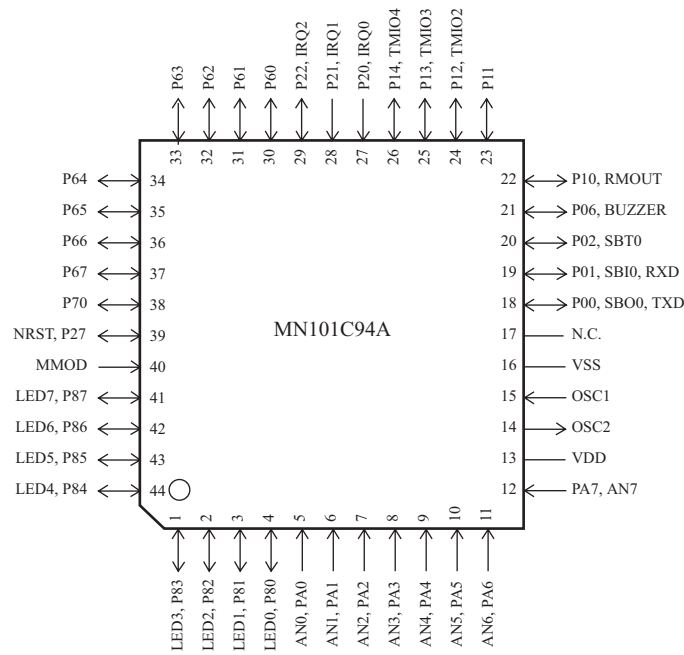 P63
P62
P61
P60
P22, IRQ2
P21, IRQ1
P20, IRQ0
P14, TMIO4
P13, TMIO3
P12, TMIO2
P11
33
32
31
30
29
28
27
26
25
24
23
P64
34
P65
35
P66
36
P67
37
P70
38
NRST, P27
39
MMOD
40
LED7, P87
41
LED6, P86
42
LED5, P85
43
LED4, P84
44
MN101C94A
22
P10, RMOUT
21
P06, BUZZER
20
P02, SBT0
19
P01, SBI0, RXD
18
P00, SBO0, TXD
17
N.C.
16
VSS
15
OSC1
14
OSC2
13
VDD
12
PA7, AN7
1
2
3
4
5
6
7
8
9
10
11
LED3, P83
LED2, P82
LED1, P81
LED0, P80
AN0, PA0
AN1, PA1
AN2, PA2
AN3, PA3
AN4, PA4
AN5, PA5
AN6, PA6